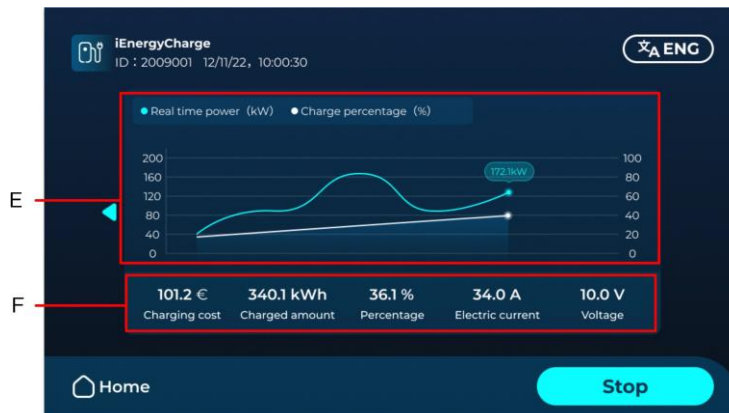 iEnergyCharge
ID：2009001 12/11/22，10:00:30
文A ENG
Real time power（kW） Charge percentage（%）
200 100
172.1kW
160 80
120 60
E
80 40
40 20
0 0
F
101.2 € 340.1 kWh 36.1 % 34.0 A 10.0 V
Charging cost Charged amount Percentage Electric current Voltage
Home Stop